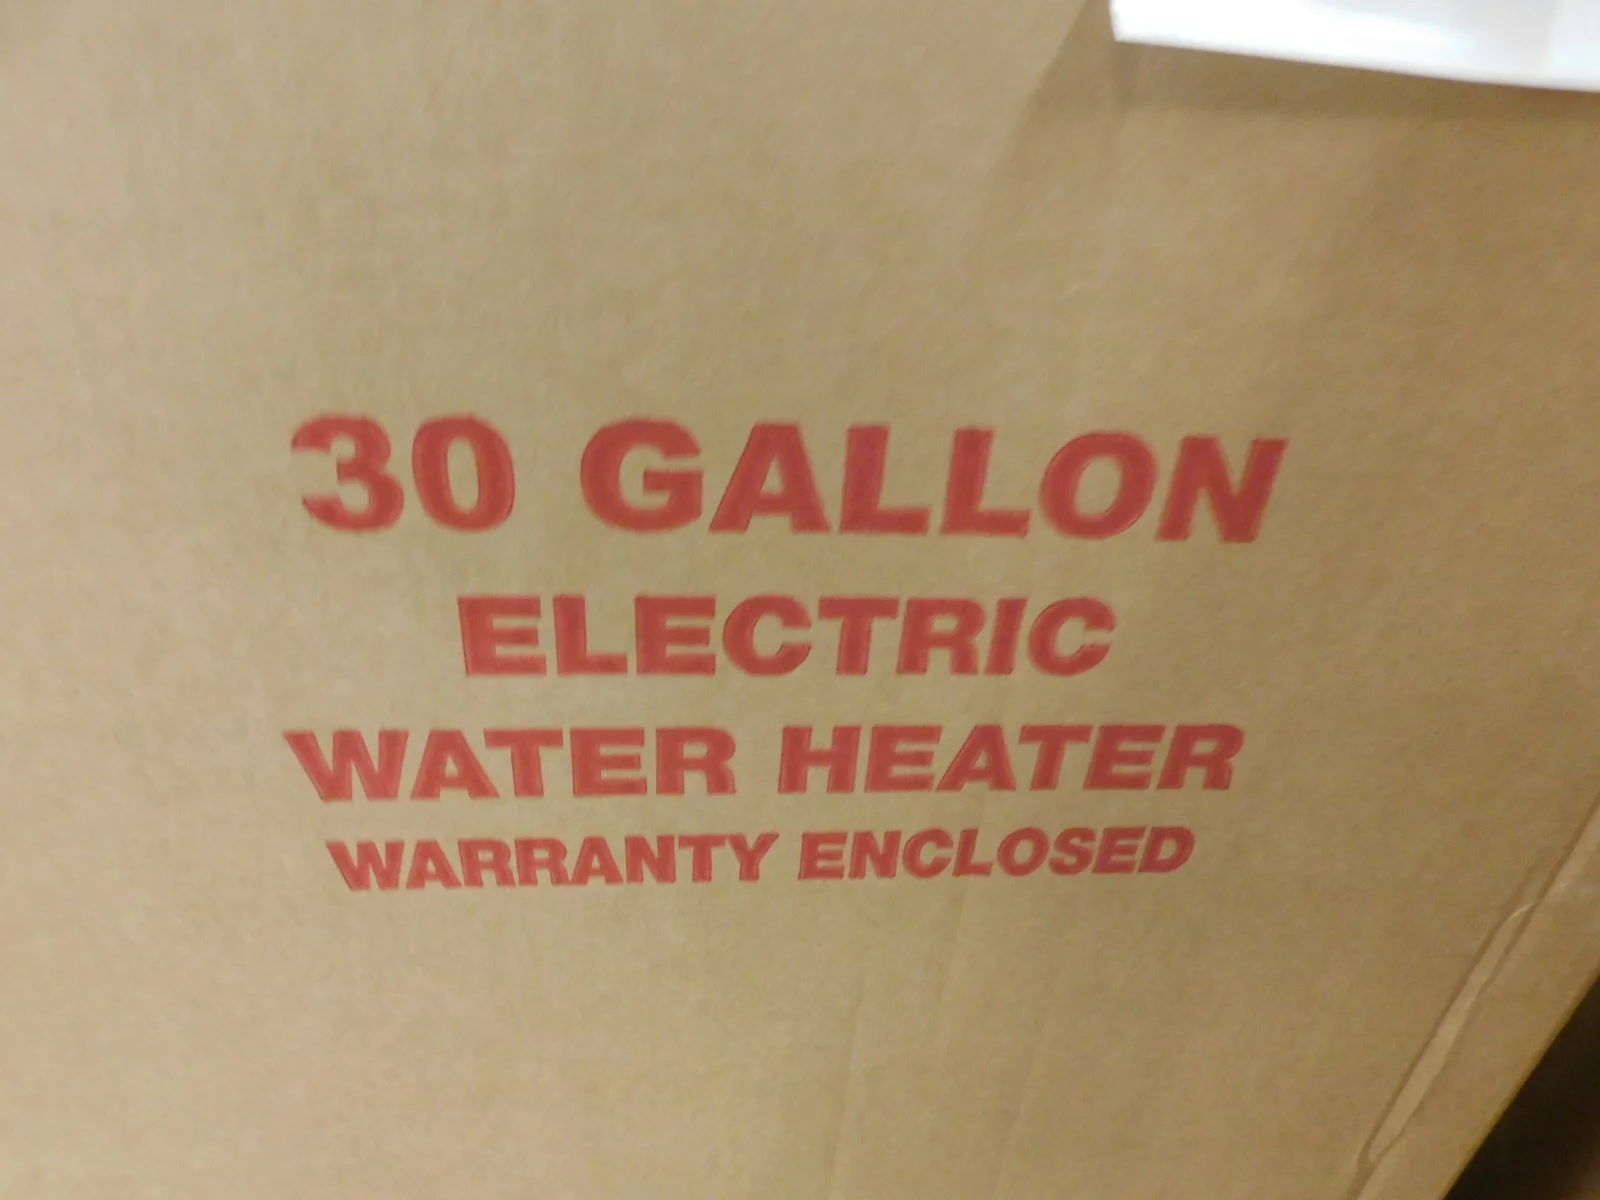 30 GALLON
ELECTRIC
WATER HEATER
WARRANTY ENCLOSED